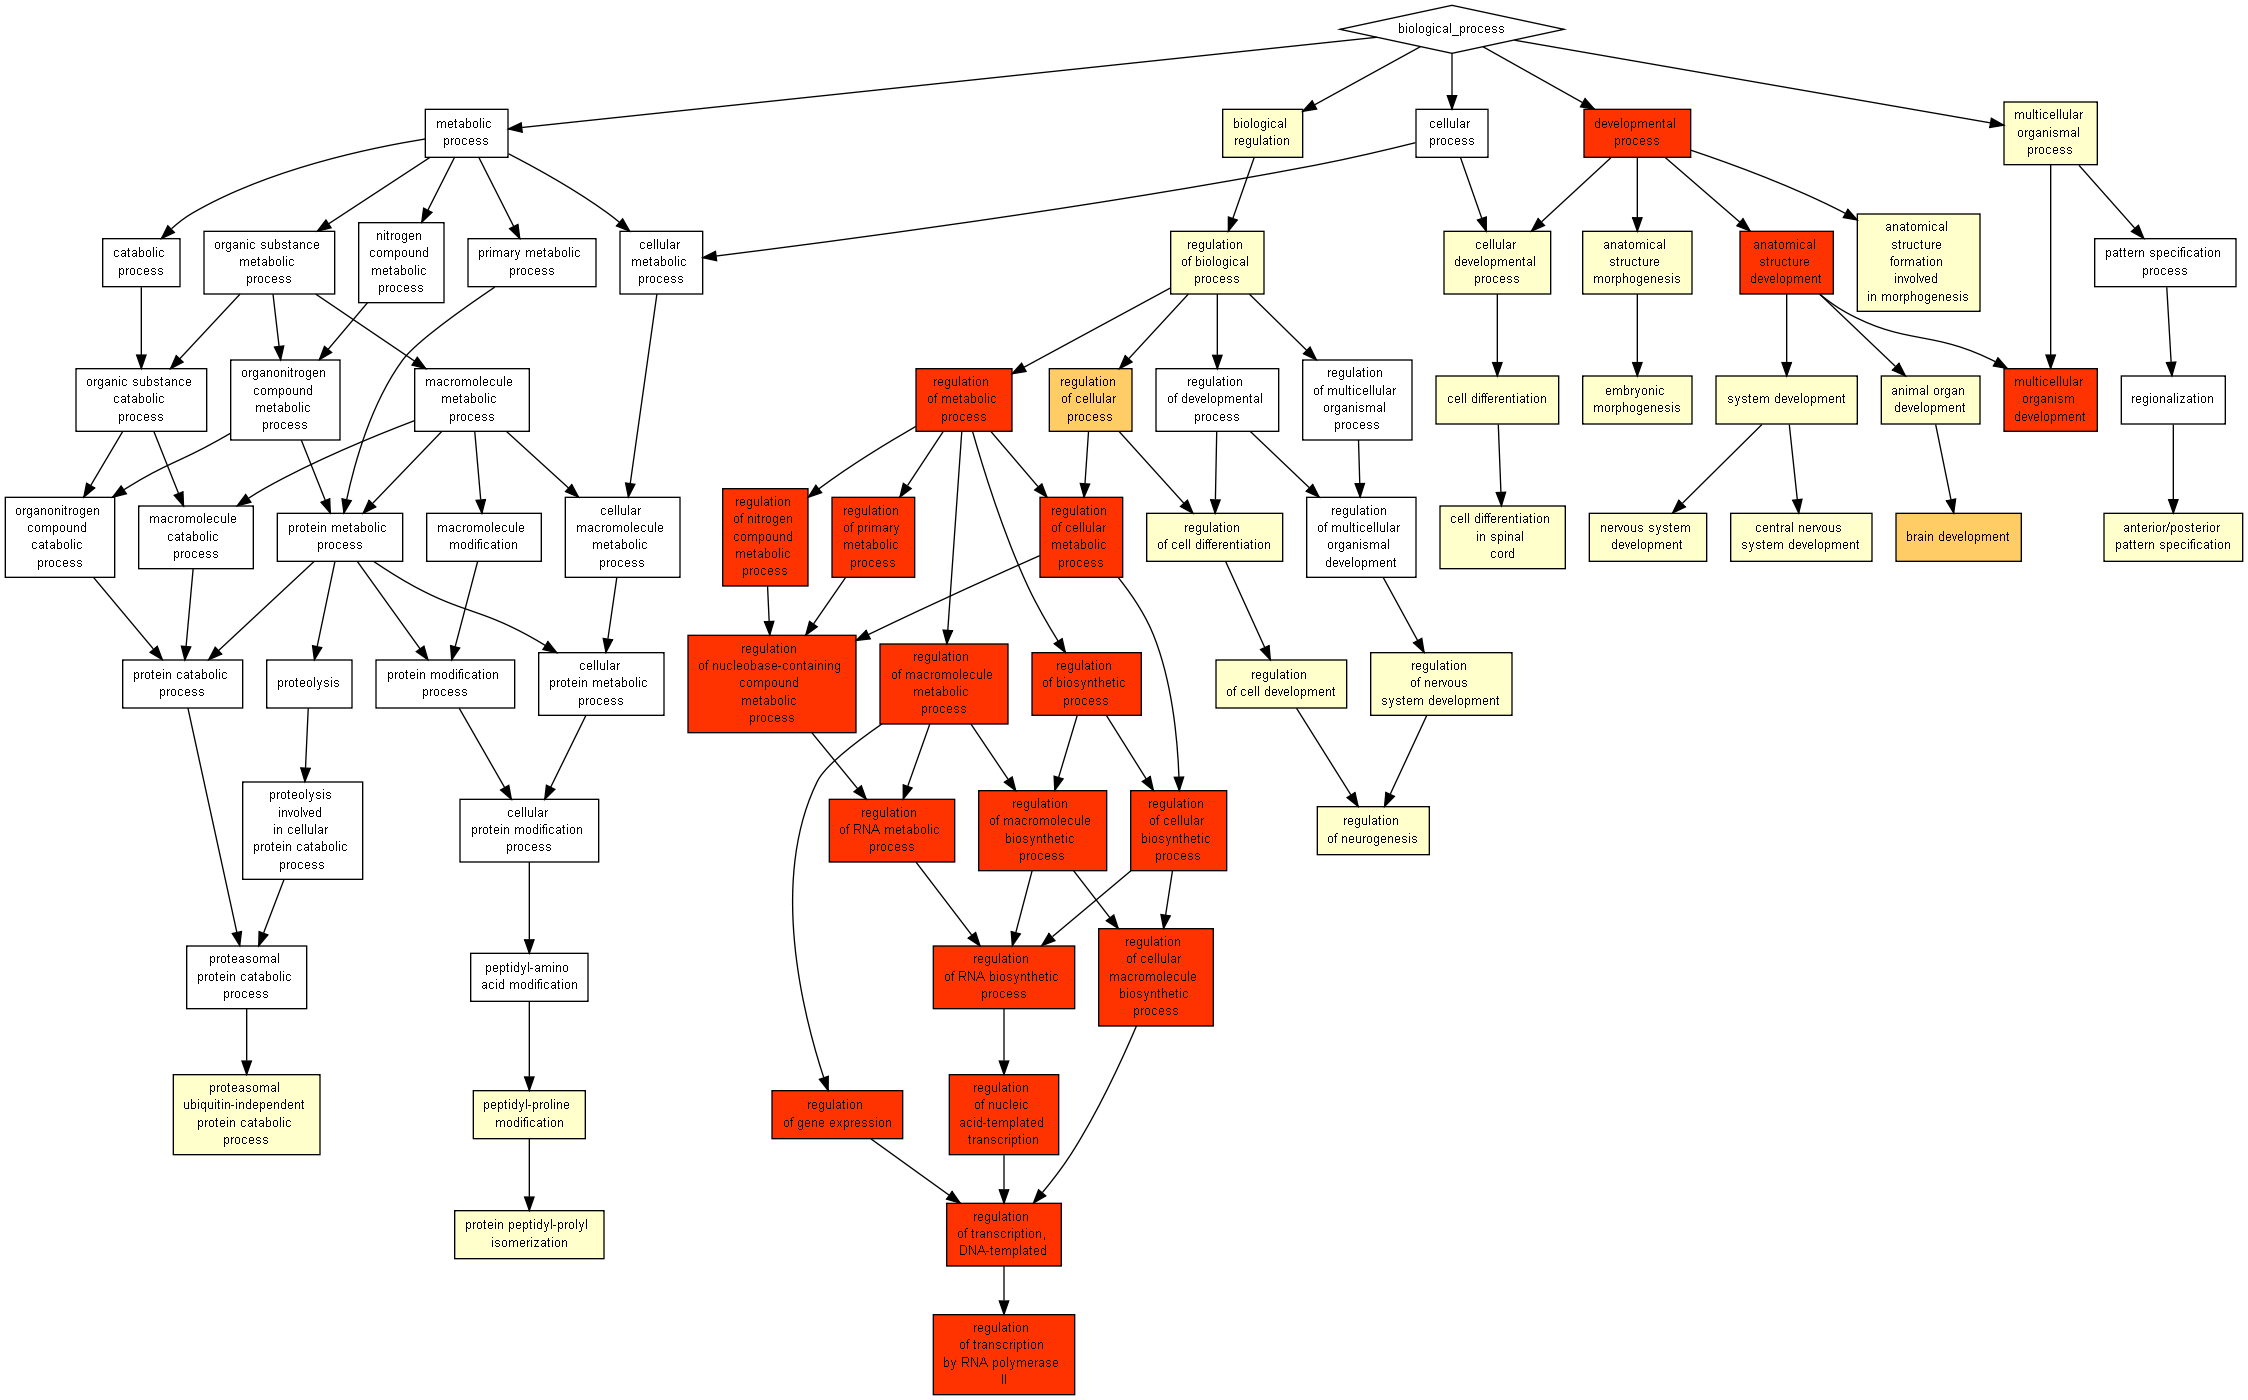 biological_process
metabolic
process
biological
regulation
cellular
process
developmental
process
multicellular
organismal
process
catabolic
process
organic substance
metabolic
process
nitrogen
compound
metabolic
process
primary metabolic
process
cellular
metabolic
process
regulation
of biological
process
cellular
developmental
process
anatomical
structure
morphogenesis
anatomical
structure
development
anatomical
structure
formation
involved
in morphogenesis
pattern specification
process
organic substance
catabolic
process
organonitrogen
compound
metabolic
process
macromolecule
metabolic
process
regulation
of metabolic
process
regulation
of cellular
process
regulation
of developmental
process
regulation
of multicellular
organismal
process
cell differentiation
embryonic
morphogenesis
system development
animal organ
development
multicellular
organism
development
regionalization
organonitrogen
compound
catabolic
process
macromolecule
catabolic
process
protein metabolic
process
macromolecule
modification
cellular
macromolecule
metabolic
process
regulation
of nitrogen
compound
metabolic
process
regulation
of primary
metabolic
process
regulation
of cellular
metabolic
process
regulation
of cell differentiation
regulation
of multicellular
organismal
development
cell differentiation
in spinal
cord
nervous system
development
central nervous
system development
brain development
anterior/posterior
pattern specification
protein catabolic
process
proteolysis
protein modification
process
cellular
protein metabolic
process
regulation
of nucleobase-containing
compound
metabolic
process
regulation
of macromolecule
metabolic
process
regulation
of biosynthetic
process
regulation
of cell development
regulation
of nervous
system development
proteolysis
involved
in cellular
protein catabolic
process
cellular
protein modification
process
regulation
of RNA metabolic
process
regulation
of macromolecule
biosynthetic
process
regulation
of cellular
biosynthetic
process
regulation
of neurogenesis
proteasomal
protein catabolic
process
peptidyl-amino
acid modification
regulation
of RNA biosynthetic
process
regulation
of cellular
macromolecule
biosynthetic
process
proteasomal
ubiquitin-independent
protein catabolic
process
peptidyl-proline
modification
regulation
of gene expression
regulation
of nucleic
acid-templated
transcription
protein peptidyl-prolyl
isomerization
regulation
of transcription,
DNA-templated
regulation
of transcription
by RNA polymerase
II